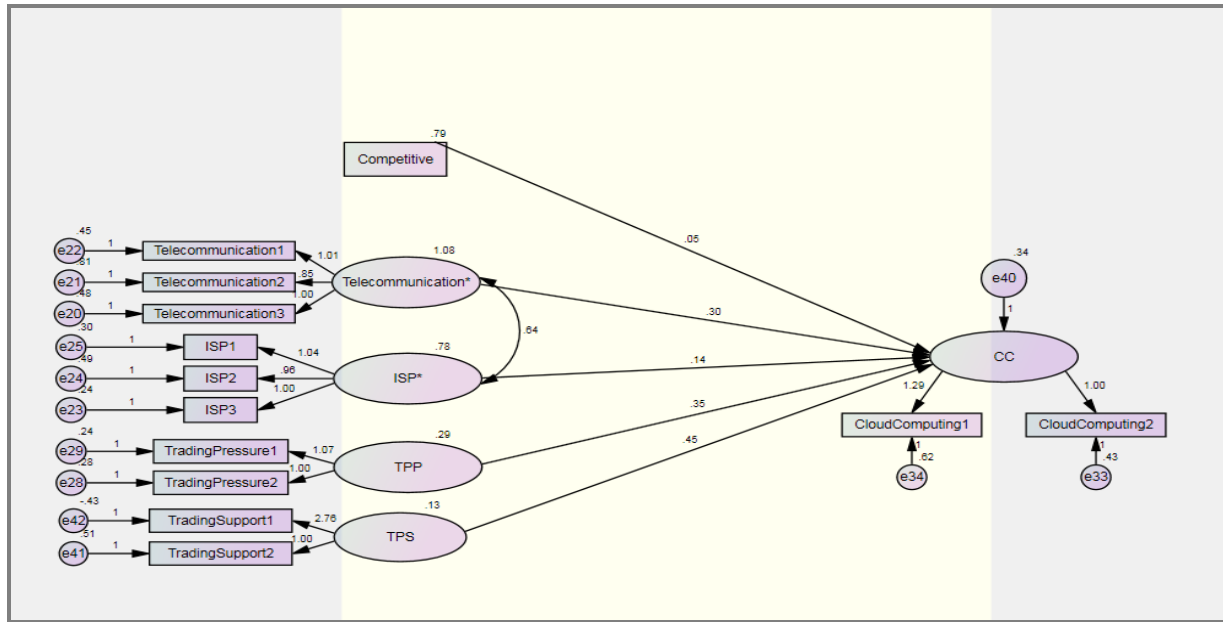 .79
Competitive
.05
.45
e22
1
Telecommunication1
1.01
1.08
.81
e21
1
Telecommunication2
.85
Telecommunication*
.48
e20
1
Telecommunication3
1.00
.30
.30
e25
1
ISP1
1.04
.64
.78
.49
e24
1
ISP2
.96
ISP*
.14
.24
e23
1
ISP3
1.00
.34
e40
1
CC
1.29
1.00
CloudComputing1
CloudComputing2
1
.62
1
.43
e34
e33
.35
.24
e29
1
TradingPressure1
1.07
.29
.28
e28
1
TradingPressure2
1.00
TPP
.45
-.43
e42
1
TradingSupport1
2.76
.13
.51
e41
1
TradingSupport2
1.00
TPS